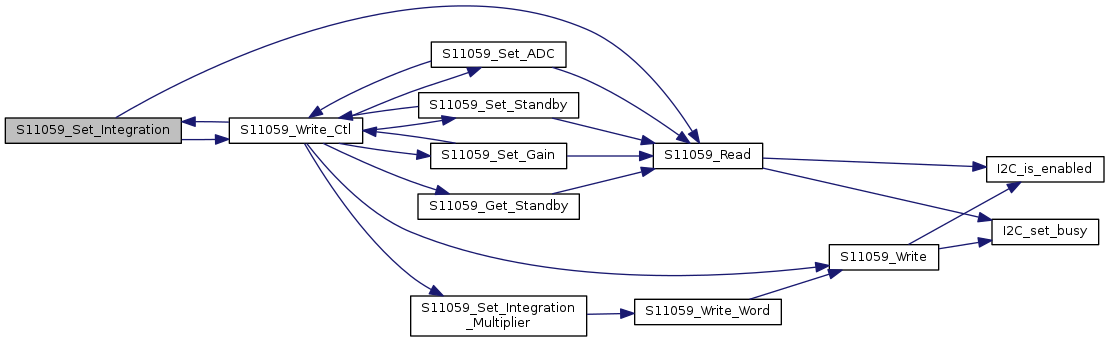 S11059_Set_Integration
S11059_Write_Ctl
S11059_Set_ADC
S11059_Set_Standby
S11059_Set_Gain
S11059_Get_Standby
S11059_Set_Integration
_Multiplier
S11059_Read
S11059_Write_Word
S11059_Write
I2C_is_enabled
I2C_set_busy